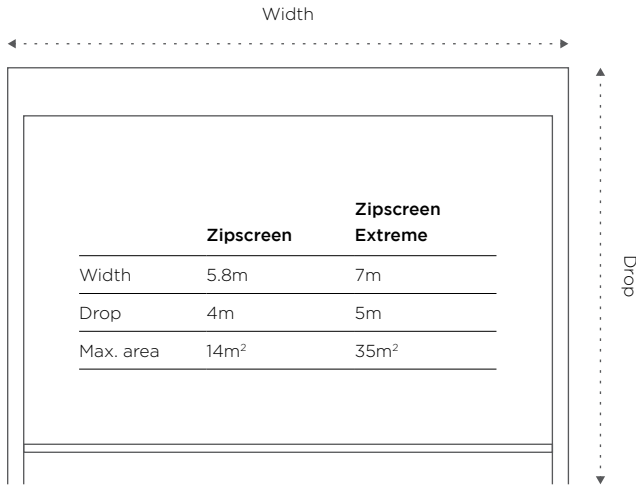 Width
Zipscreen Zipscreen
Extreme
Width 5.8m 7m
Drop 4m 5m
Max. area 14m² 35m²
Drop